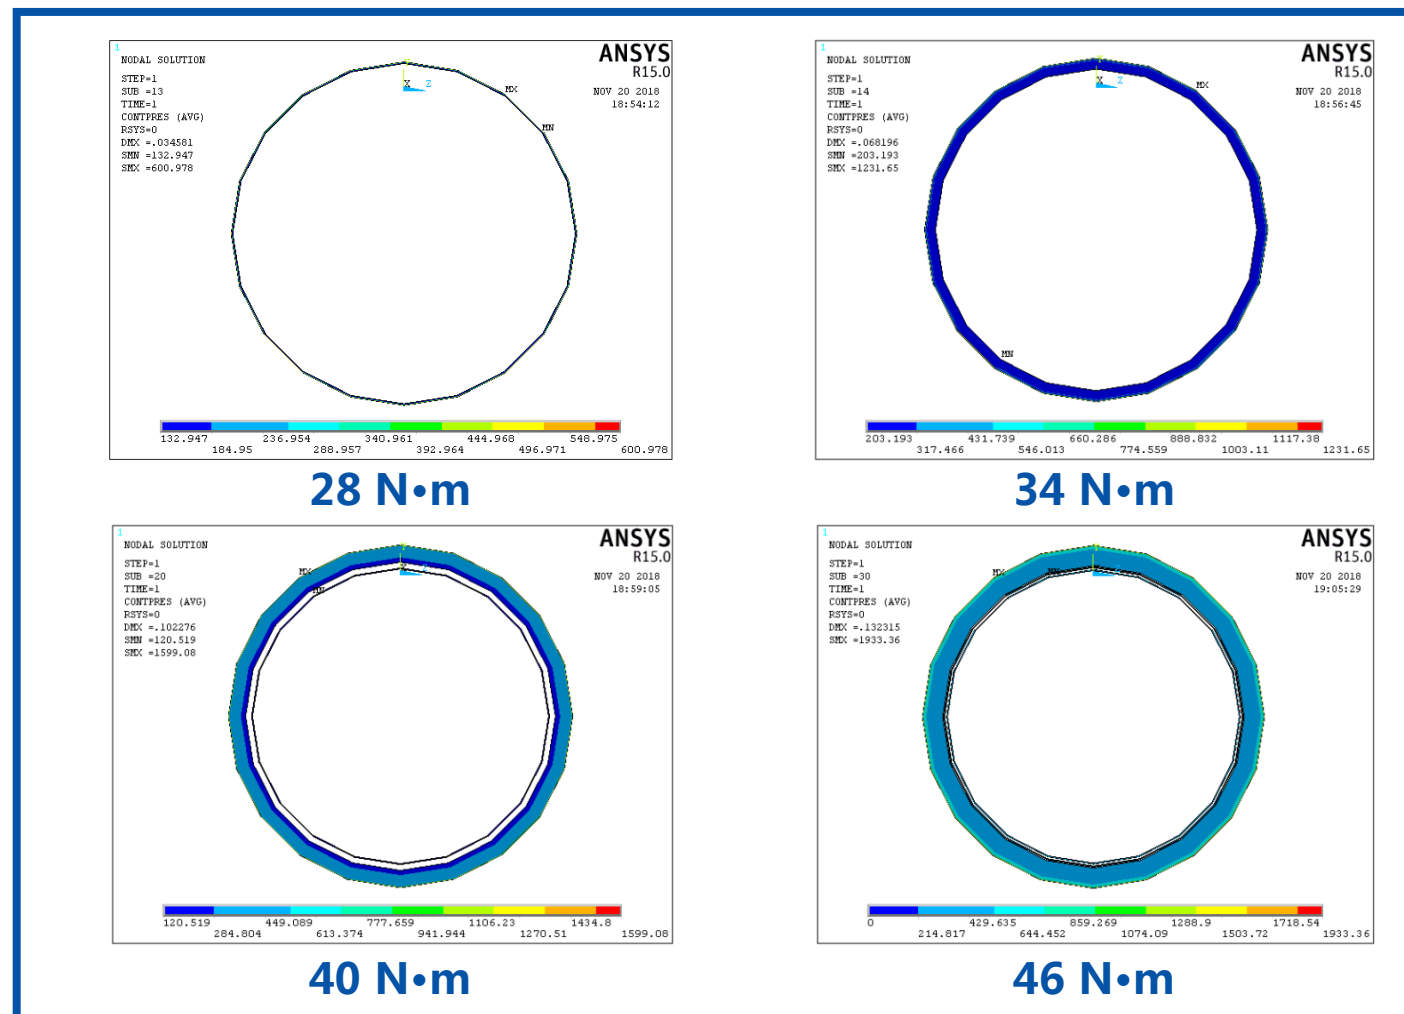 1
NODAL SOLUTION
STEP=1
SUB =13
TIME=1
CONTPRES (AVG)
RSYS=0
DMX =.034581
SMN =132.947
SMX =600.978
ANSYS
R15.0
NOV 20 2018
18:54:12
Y
X
Z
MX
MN
132.947 236.954 340.961 444.968 548.975
184.95 288.957 392.964 496.971 600.978
28 N•m
1
NODAL SOLUTION
STEP=1
SUB =14
TIME=1
CONTPRES (AVG)
RSYS=0
DMX =.068196
SMN =203.193
SMX =1231.65
ANSYS
R15.0
NOV 20 2018
18:56:45
Y
X
Z
MX
MN
203.193 431.739 660.286 888.832 1117.38
317.466 546.013 774.559 1003.11 1231.65
34 N•m
1
NODAL SOLUTION
STEP=1
SUB =20
TIME=1
CONTPRES (AVG)
RSYS=0
DMX =.102276
SMN =120.519
SMX =1599.08
ANSYS
R15.0
NOV 20 2018
18:59:05
Y
X
Z
MX
MN
120.519 449.089 777.659 1106.23 1434.8
284.804 613.374 941.944 1270.51 1599.08
40 N•m
1
NODAL SOLUTION
STEP=1
SUB =30
TIME=1
CONTPRES (AVG)
RSYS=0
DMX =.132315
SMX =1933.36
ANSYS
R15.0
NOV 20 2018
19:05:29
MX
MN
0 429.635 859.269 1288.9 1718.54
214.817 644.452 1074.09 1503.72 1933.36
46 N•m